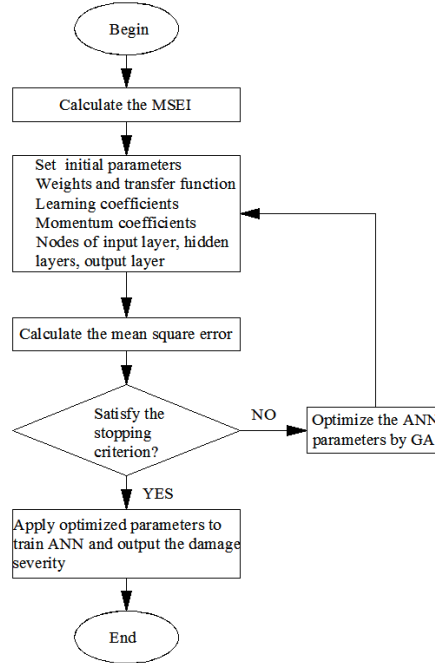 Begin
Calculate the MSEI
Set initial parameters
Weights and transfer function
Learning coefficients
Momentum coefficients
Nodes of input layer, hidden
layers, output layer
Calculate the mean square error
Satisfy the
stopping
criterion?
NO
Optimize the ANN
parameters by GA
YES
Apply optimized parameters to
train ANN and output the damage
severity
End